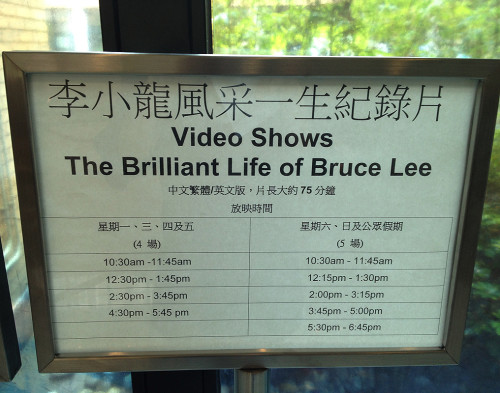 李小龍風采一生紀錄片
Video Shows
The Brilliant Life of Bruce Lee
中文繁體/英文版，片長大約 75 分鐘
放映時間
星期一、三、四及五 星期六、日及公眾假期
(4 場) (5 場)
10:30am -11:45am 10:30am - 11:45am
12:30pm - 1:45pm 12:15pm - 1:30pm
2:30pm - 3:45pm 2:00pm - 3:15pm
4:30pm - 5:45 pm 3:45pm - 5:00pm
5:30pm - 6:45pm